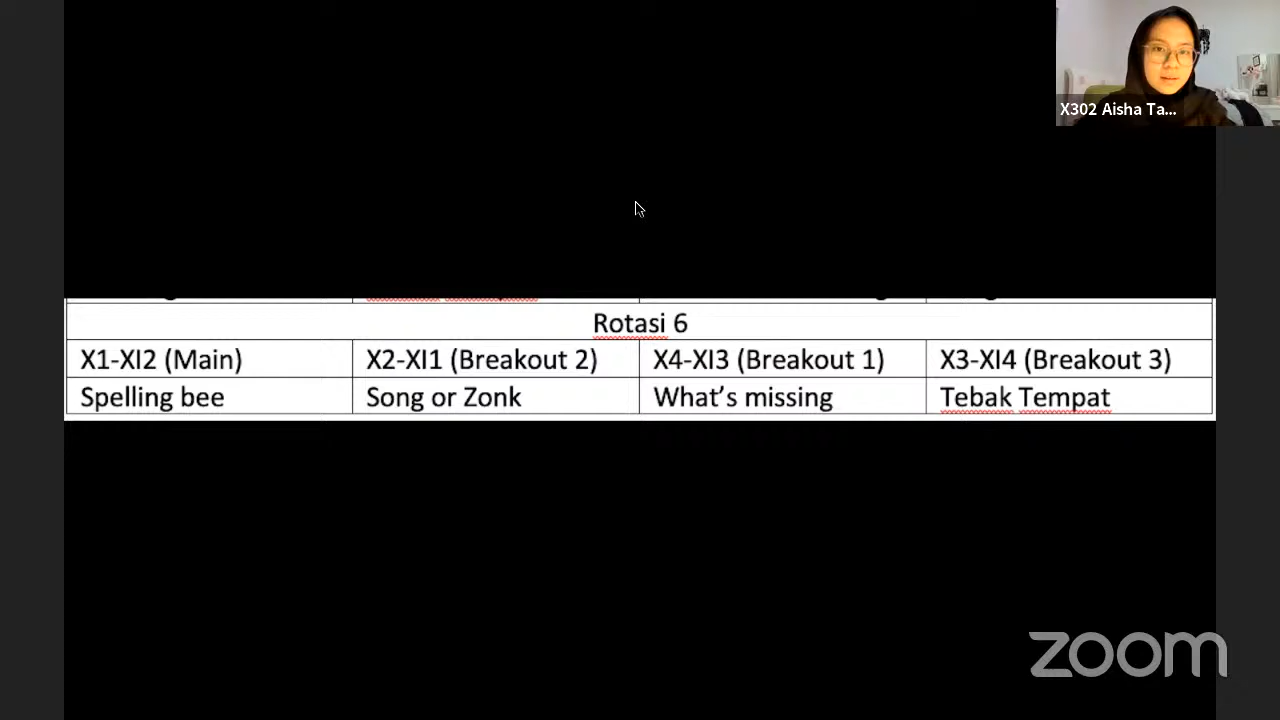 X302 Aisha Ta...
Rotasi 6
X1-XI2 (Main) X2-XI1 (Breakout 2) X4-XI3 (Breakout 1) X3-XI4 (Breakout 3)
Spelling bee Song or Zonk What's missing Tebak Tempat
zoom